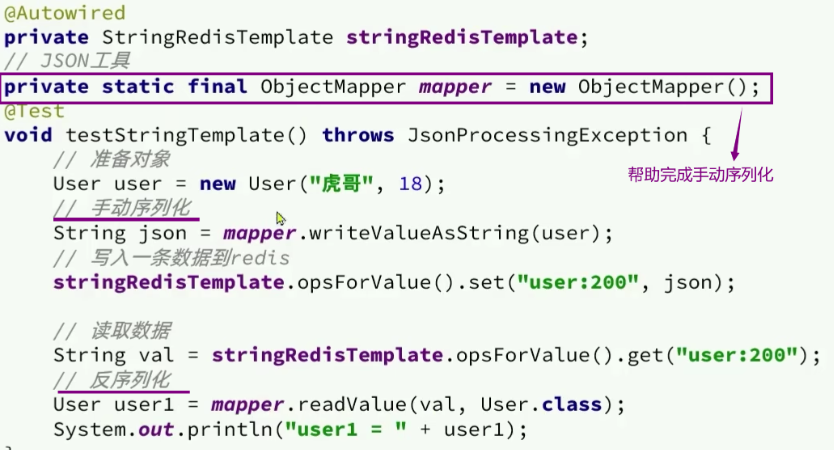 @Autowired
private StringRedisTemplate stringRedisTemplate;
// JSON工具
private static final ObjectMapper mapper = new ObjectMapper();
@Test
void testStringTemplate() throws JsonProcessingException {
// 准备对象
帮助完成手动序列化
User user = new User("虎哥", 18);
// 手动序列化
String json = mapper.writeValueAsString(user);
// 写入一条数据到redis
stringRedisTemplate.opsForValue().set("user:200", json);
// 读取数据
String val = stringRedisTemplate.opsForValue().get("user:200");
// 反序列化
User user1 = mapper.readValue(val, User.class);
System.out.println("user1 = " + user1);